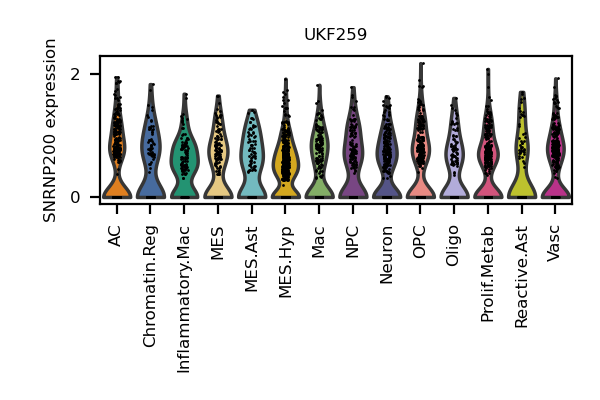 UKF259
SNRNP200 expression
2
0
AC
Chromatin.Reg
Inflammatory.Mac
MES
MES.Ast
MES.Hyp
Mac
NPC
Neuron
OPC
Oligo
Prolif.Metab
Reactive.Ast
Vasc